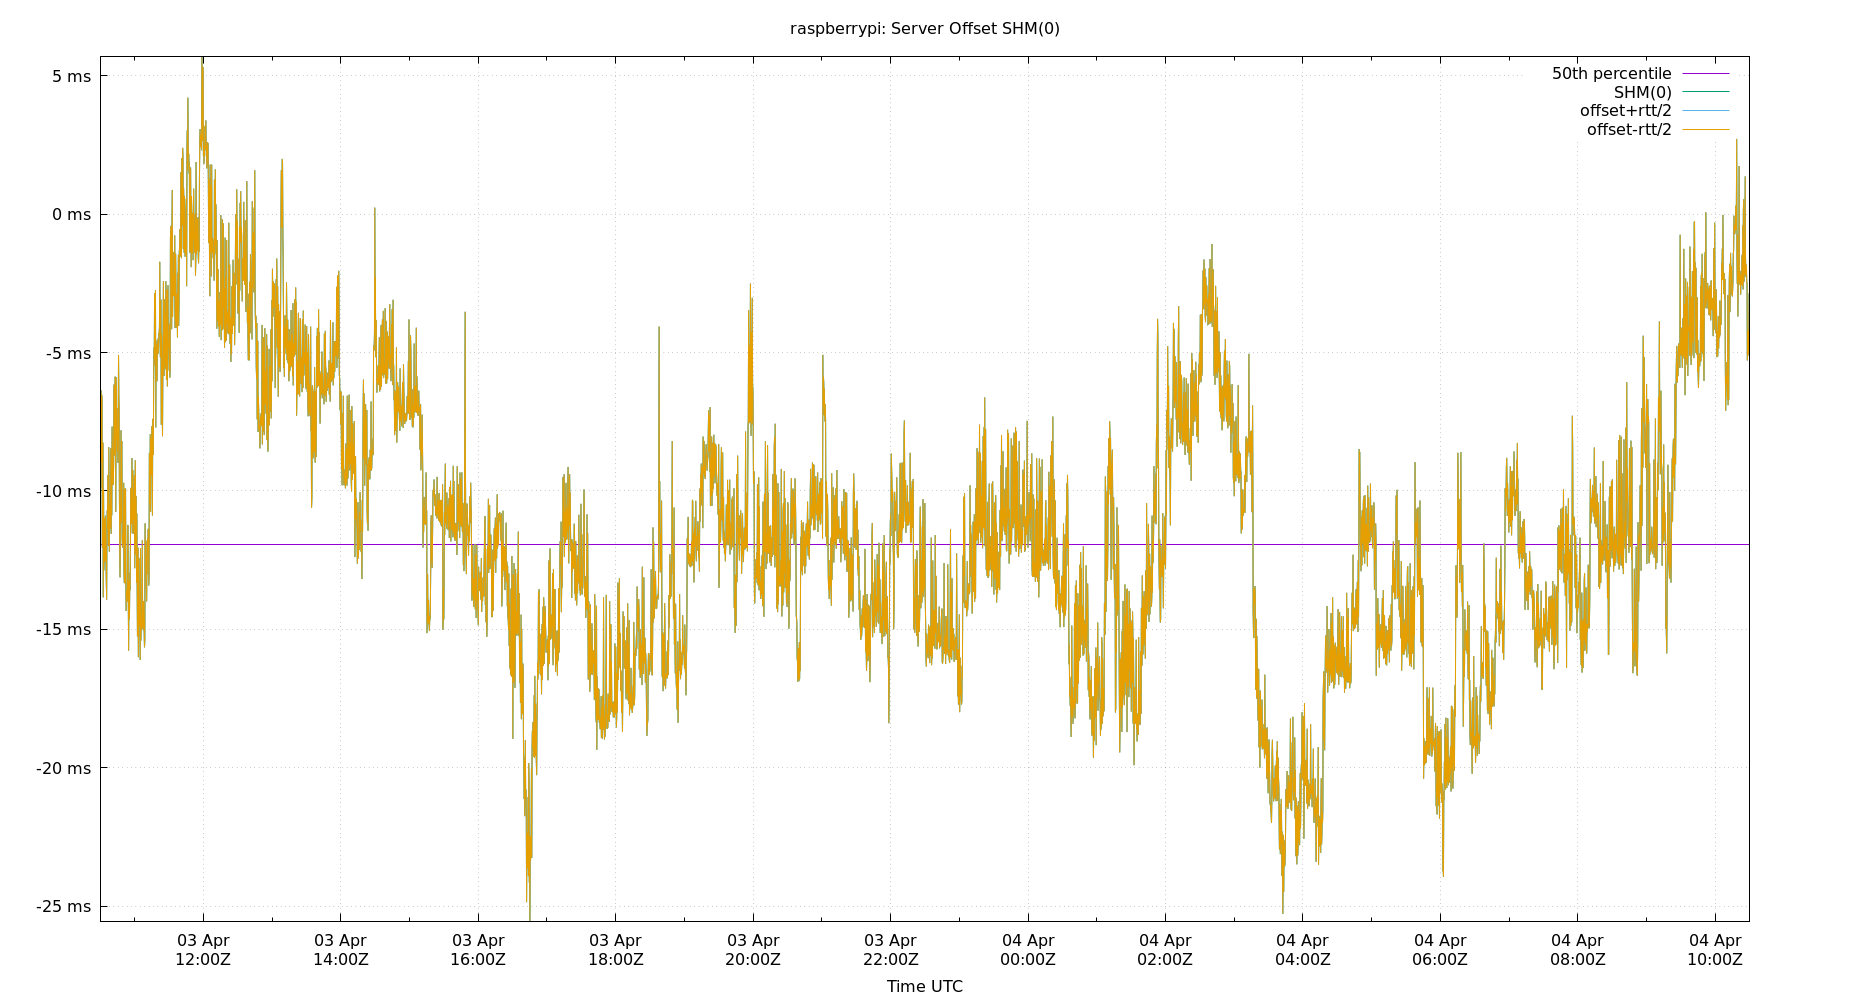 raspberrypi: Server Offset SHM(0)
50th percentile
SHM(0)
offset+rtt/2
offset-rtt/2
5 ms
0 ms
-5 ms
-10 ms
-15 ms
-20 ms
-25 ms
03 Apr 03 Apr 03 Apr 03 Apr 03 Apr 03 Apr 04 Apr 04 Apr 04 Apr 04 Apr 04 Apr 04 Apr
12:00Z 14:00Z 16:00Z 18:00Z 20:00Z 22:00Z 00:00Z 02:00Z 04:00Z 06:00Z 08:00Z 10:00Z
Time UTC